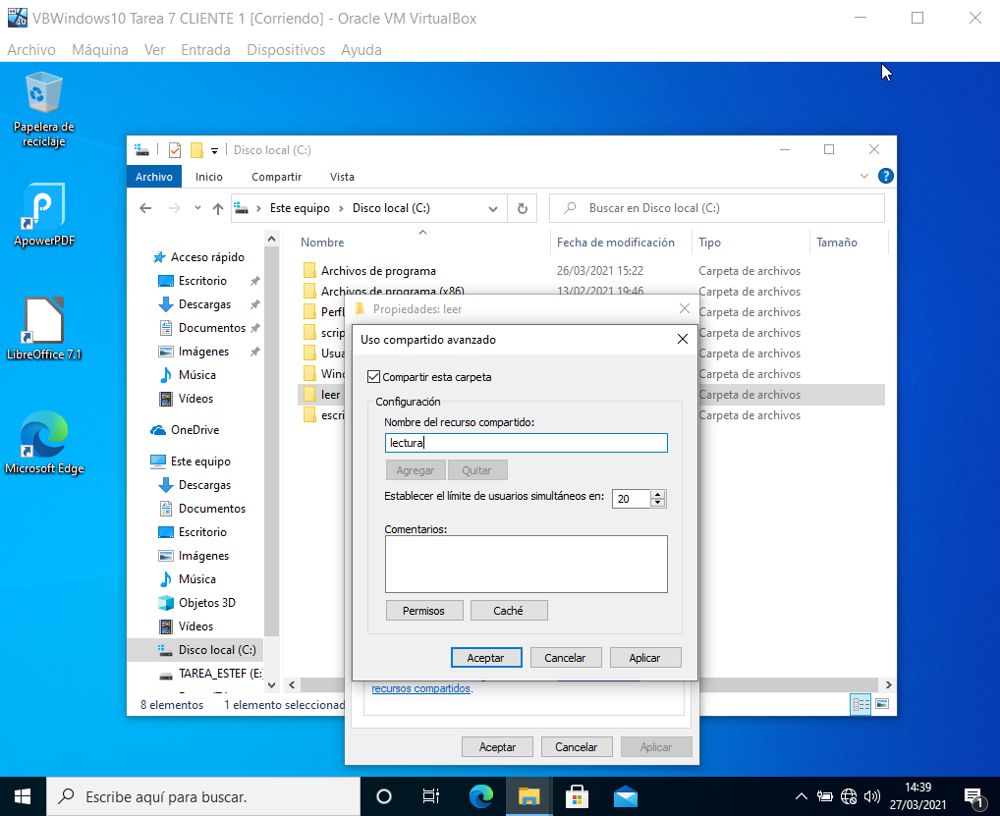 VBWindows10 Tarea 7 CLIENTE 1 [Corriendo] - Oracle VM VirtualBox
Archivo Máquina Ver Entrada Dispositivos Ayuda
Papelera de
reciclaje
ApowerPDF
LibreOffice 7.1
Microsoft Edge
Disco local (C:)
Archivo Inicio Compartir Vista
Este equipo Disco local (C:)
Buscar en Disco local (C:)
Acceso rápido
Escritorio
Descargas
Documentos
Imágenes
Música
Vídeos
OneDrive
Este equipo
Descargas
Documentos
Escritorio
Imágenes
Música
Objetos 3D
Vídeos
Disco local (C:)
TAREA_ESTEF (E:
Nombre Fecha de modificación Tipo Tamaño
Archivos de programa 26/03/2021 15:22 Carpeta de archivos
Archivos de programa (x86) 13/02/2021 19:46 Carpeta de archivos
Perfl Carpeta de archivos
scrip Carpeta de archivos
Usua Carpeta de archivos
Winc Carpeta de archivos
leer Carpeta de archivos
escri Carpeta de archivos
8 elementos 1 elemento seleccionad
Propiedades: leer
Uso compartido avanzado
Compartir esta carpeta
Configuración
Nombre del recurso compartido:
lectura
Agregar Quitar
Establecer el límite de usuarios simultáneos en: 20
Comentarios:
Permisos Caché
Aceptar Cancelar Aplicar
recursos compartidos.
Aceptar Cancelar Aplicar
Escribe aquí para buscar.
14:39
27/03/2021
1